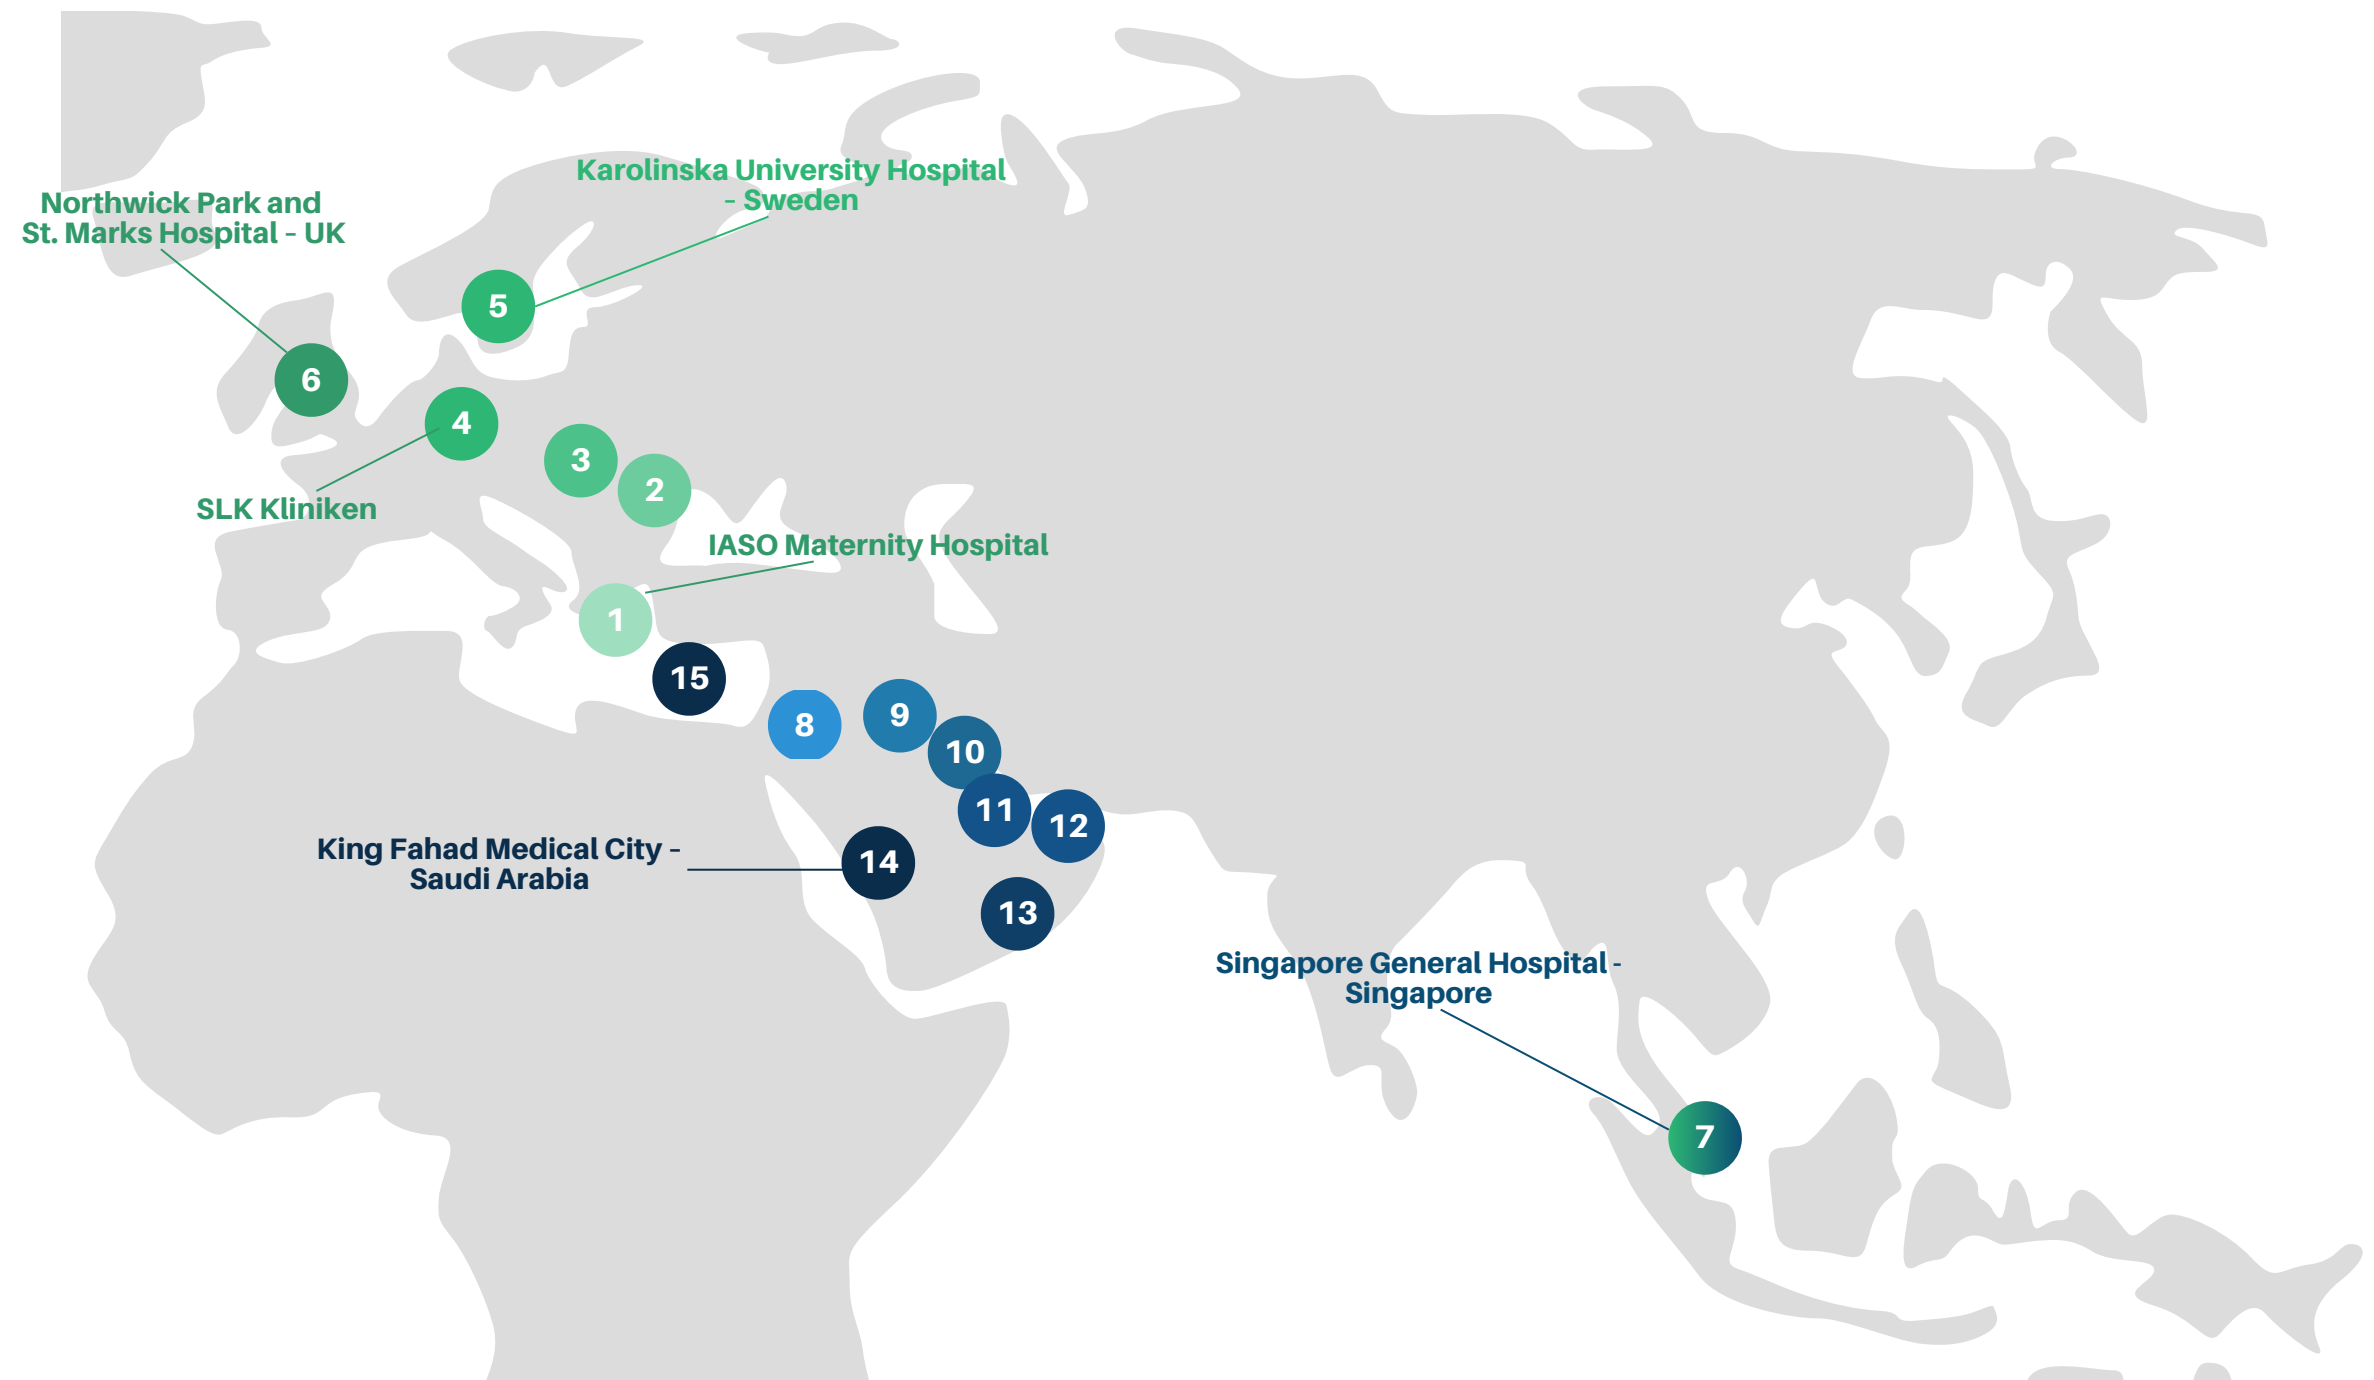 Karolinska University Hospital
– Sweden
Northwick Park and
St. Marks Hospital – UK
5
6
4
3
2
SLK Kliniken
IASO Maternity Hospital
1
15
8
9
10
11
12
King Fahad Medical City –
Saudi Arabia
14
13
Singapore General Hospital -
Singapore
7